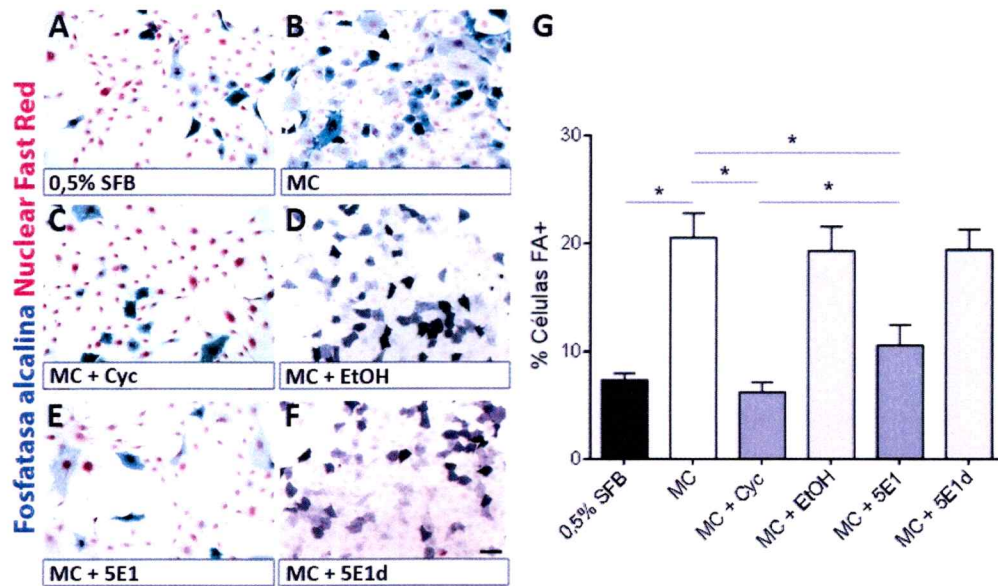 Fosfatasa alcalina Nuclear Fast Red
A
0,5% SFB
B
MC
C
MC + Cyc
D
MC + EtOH
E
MC + 5E1
F
MC + 5E1d
G
% Células FA+
30
20
10
0
*
*
*
*
0,5% SFB
MC
MC + Cyc
MC + EtOH
MC + 5E1
MC + 5E1d